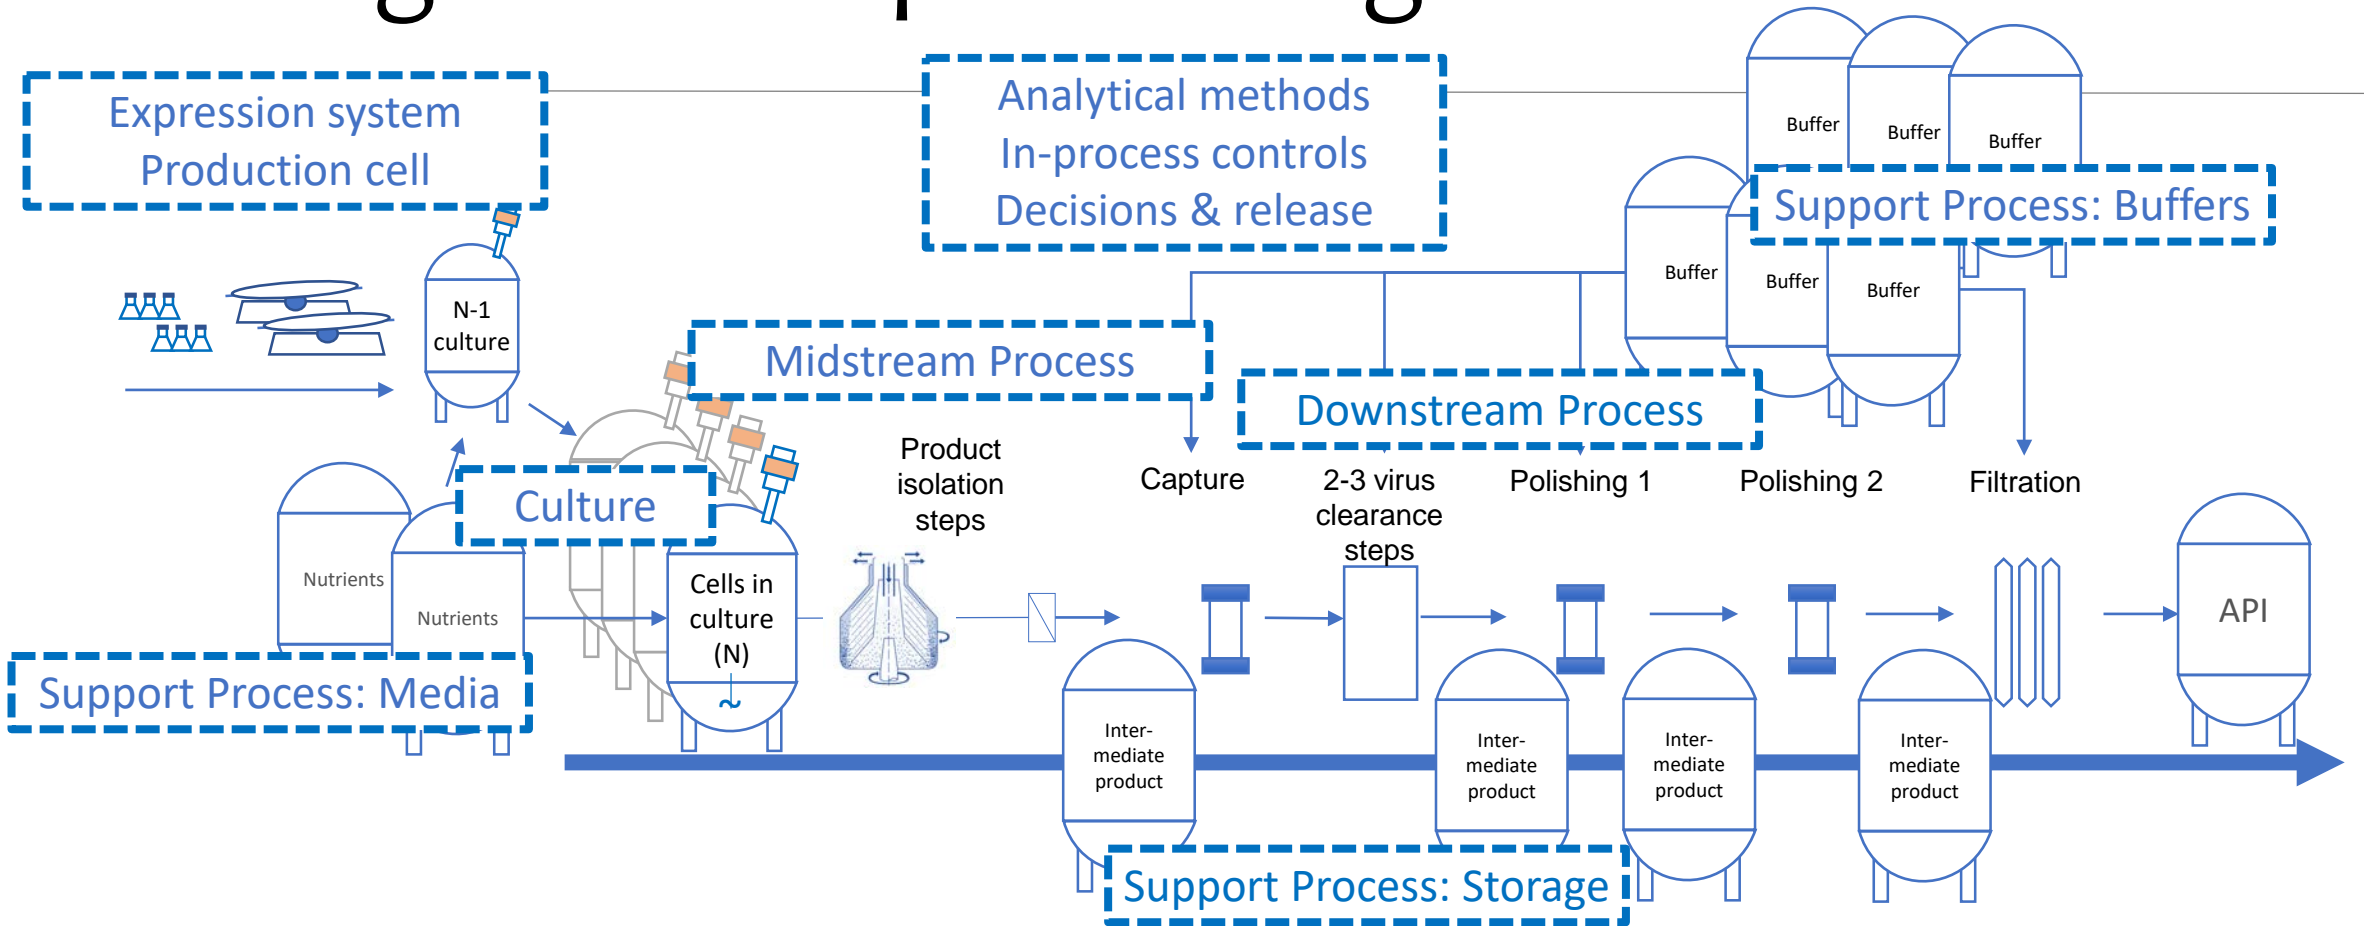 Expression system
Production cell
Analytical methods
In-process controls
Decisions & release
Buffer
Buffer
Buffer
Support Process: Buffers
Buffer
Buffer
Buffer
N-1
culture
Midstream Process
Downstream Process
Culture
Product
isolation
steps
Capture
2-3 virus
clearance
steps
Polishing 1
Polishing 2
Filtration
Nutrients
Nutrients
Cells in
culture
(N)
~
API
Support Process: Media
Inter-
mediate
product
Inter-
mediate
product
Inter-
mediate
product
Inter-
mediate
product
Support Process: Storage